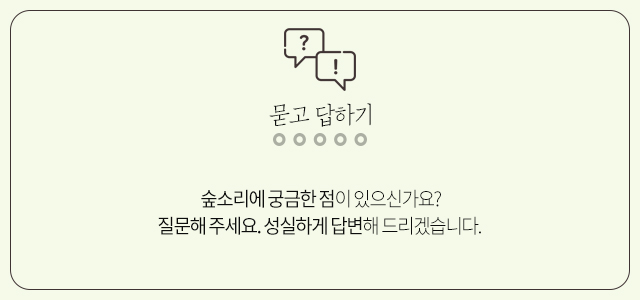 ?
!
묻고 답하기
숲소리에 궁금한 점이 있으신가요?
질문해 주세요. 성실하게 답변해 드리겠습니다.